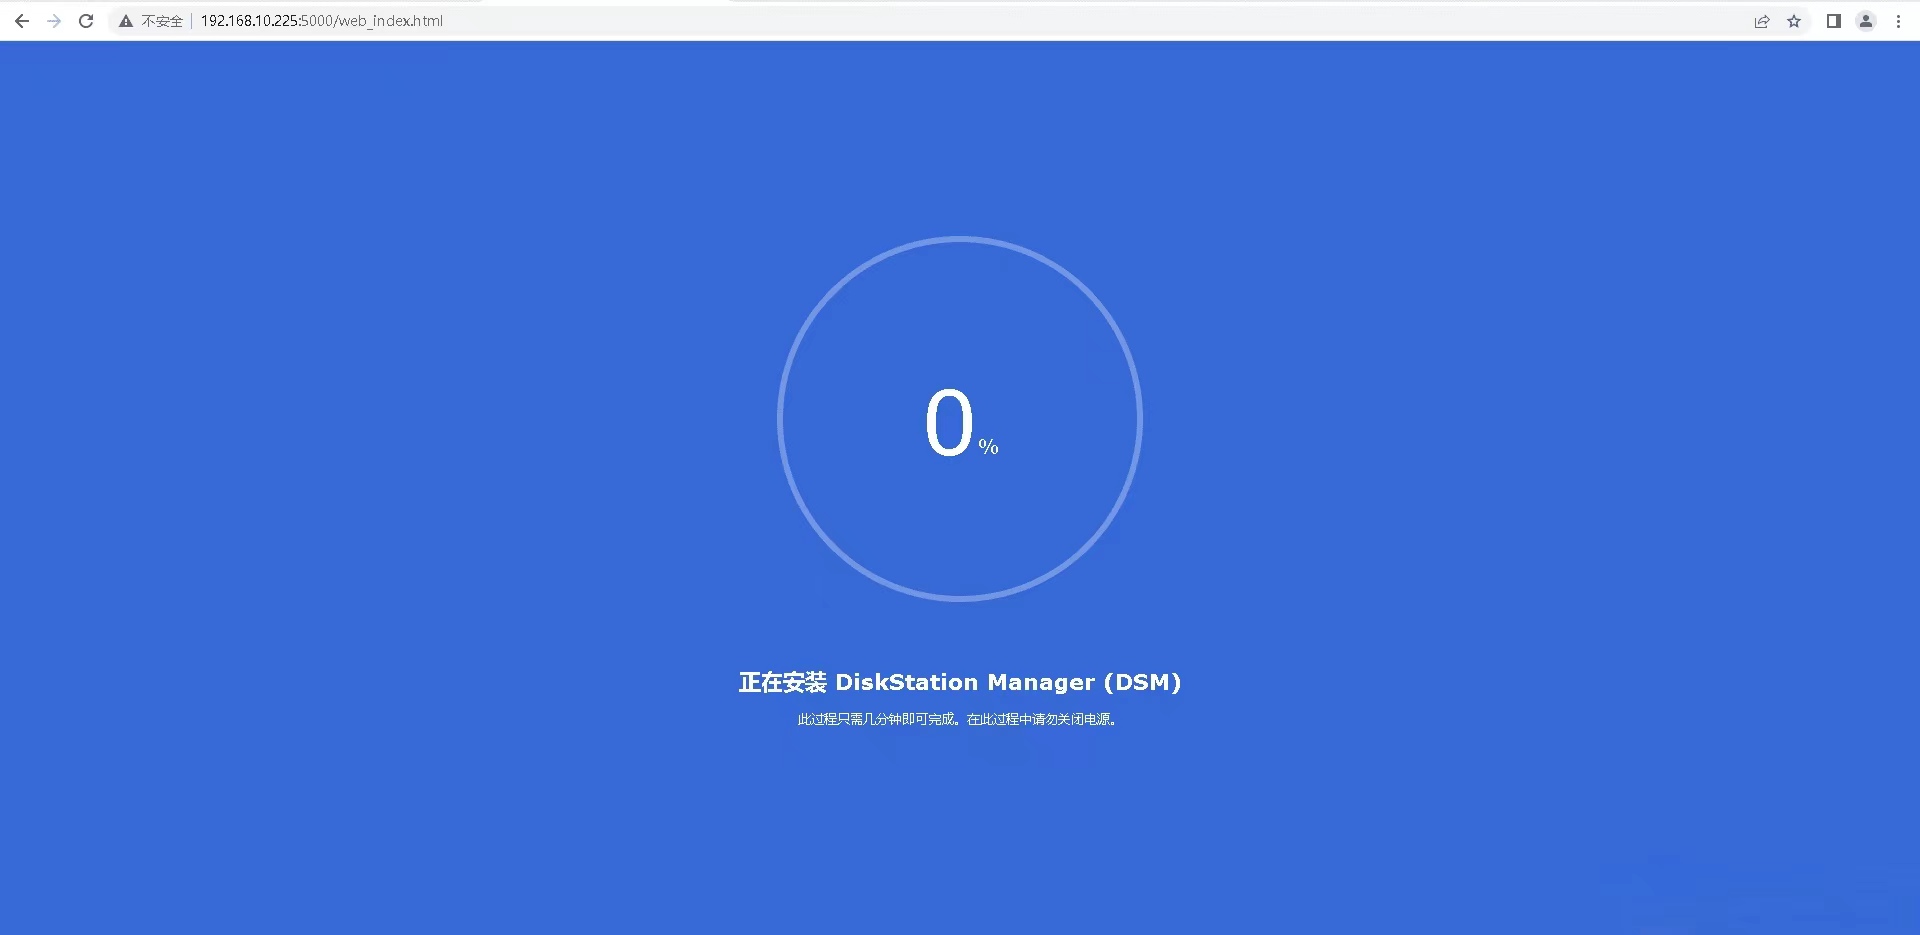 不安全 192.168.10.225:5000/web_index.html
0%
正在安装 DiskStation Manager (DSM)
此过程只需几分钟即可完成。在此过程中请勿关闭电源。